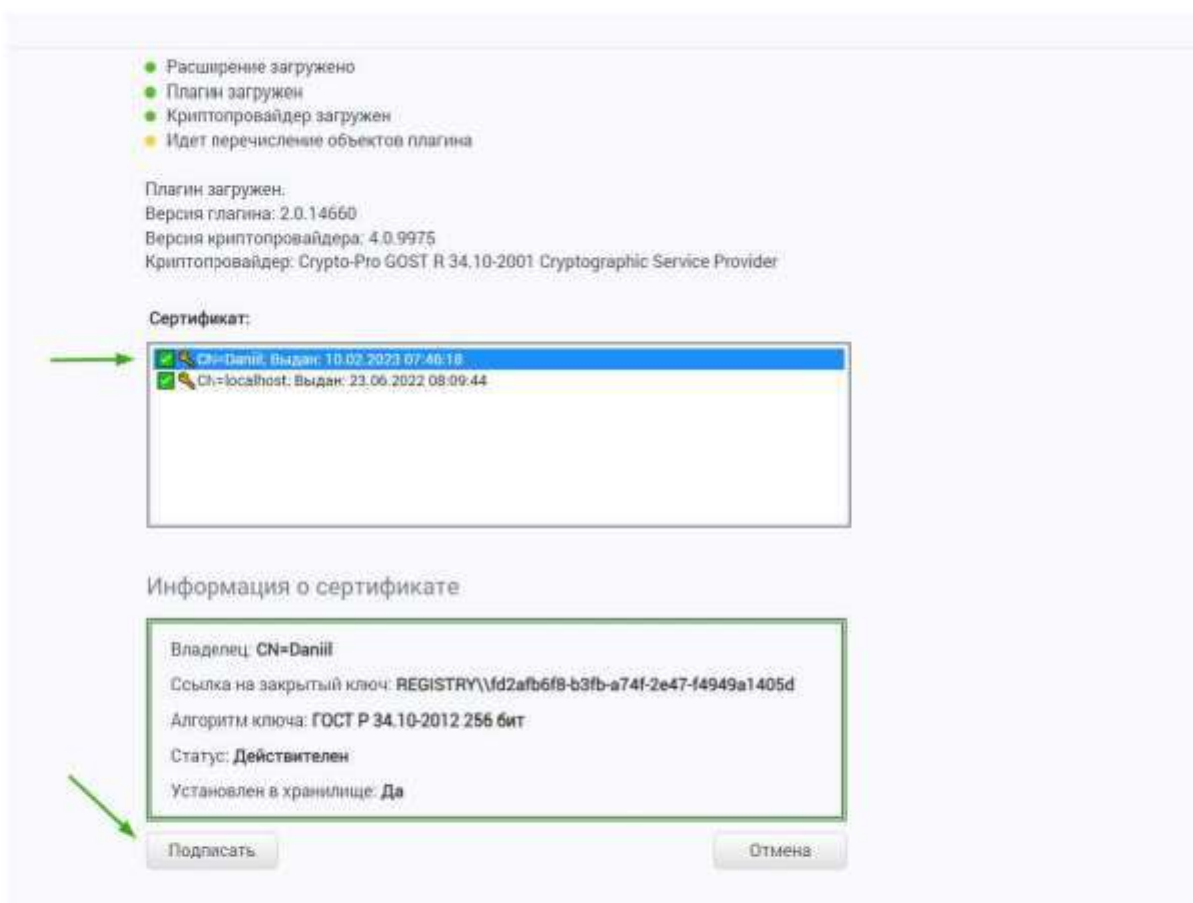 Расширение загружено
Плагин загружен
Криптопровайдер загружен
Идет перечисление объектов плагина
Плагин загружен.
Версия плагина: 2.0.14660
Версия криптопровайдера: 4.0.9975
Криптопровайдер: Crypto-Pro GOST R 34.10-2001 Cryptographic Service Provider
Сертификат:
CN=Daniil; Выдан: 10.02.2023 07:46:18
CN=localhost; Выдан: 23.06.2022 08:09:44
Информация о сертификате
Владелец: CN=Daniil
Ссылка на закрытый ключ: REGISTRY\\fd2afb6f8-b3fb-a74f-2e47-f4949a1405d
Алгоритм ключа: ГОСТ Р 34.10-2012 256 бит
Статус: Действителен
Установлен в хранилище: Да
Подписать Отмена